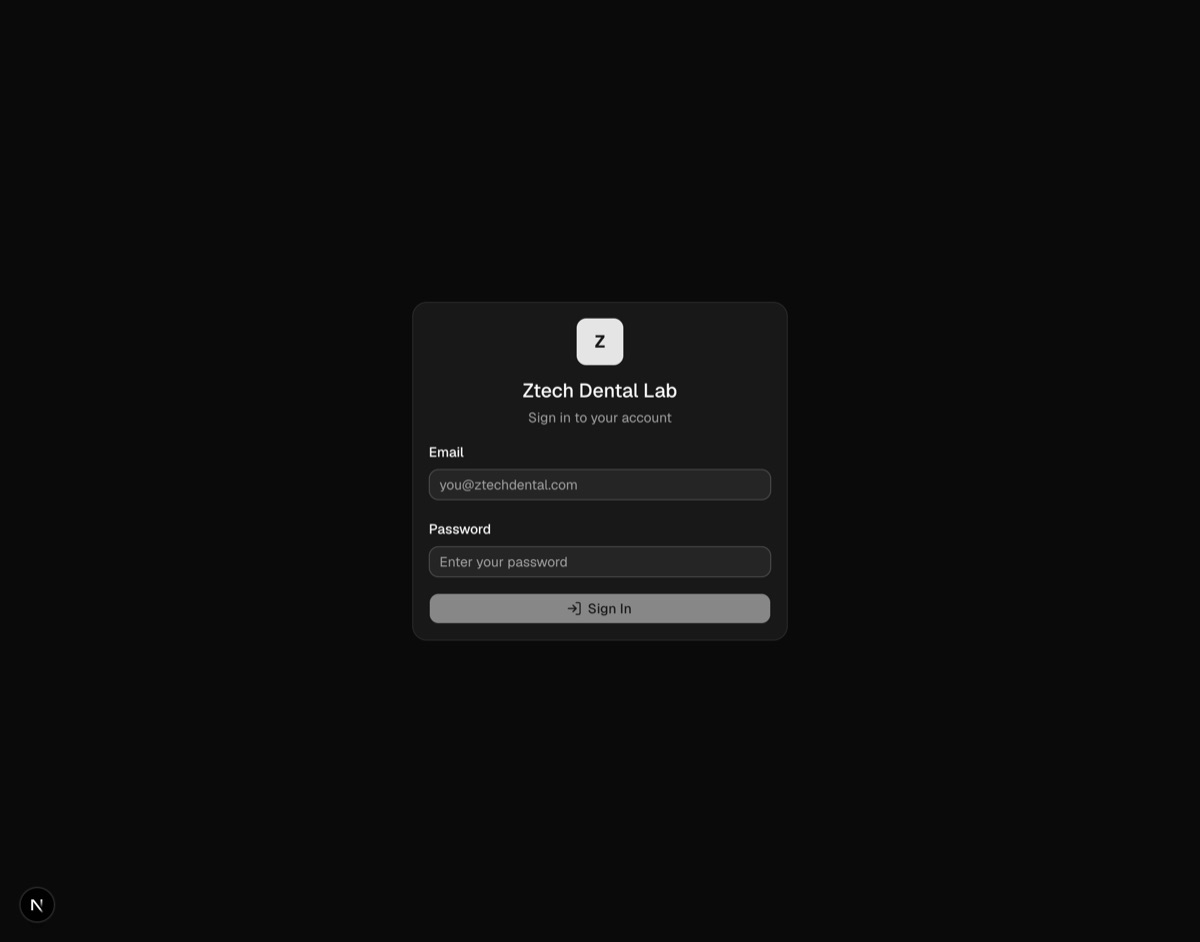 Z
Ztech Dental Lab
Sign in to your account
Email
you@ztechdental.com
Password
Enter your password
Sign In
N